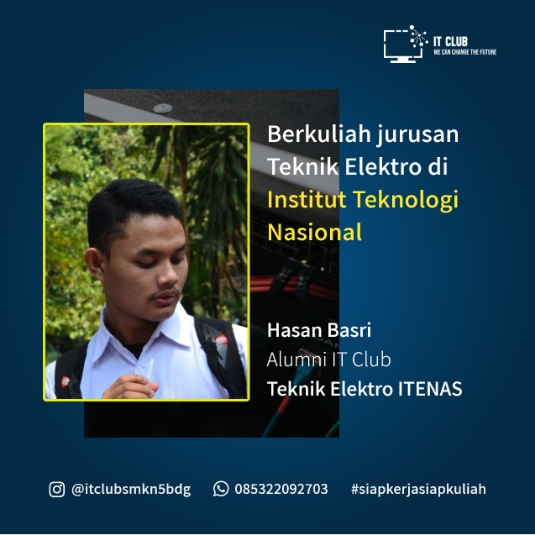 IT CLUB
WE CAN CHANGE THE FUTURE
Berkuliah jurusan
Teknik Elektro di
Institut Teknologi
Nasional
Hasan Basri
Alumni IT Club
Teknik Elektro ITENAS
@itclubsmkn5bdg 085322092703 #siapkerjasiapkuliah